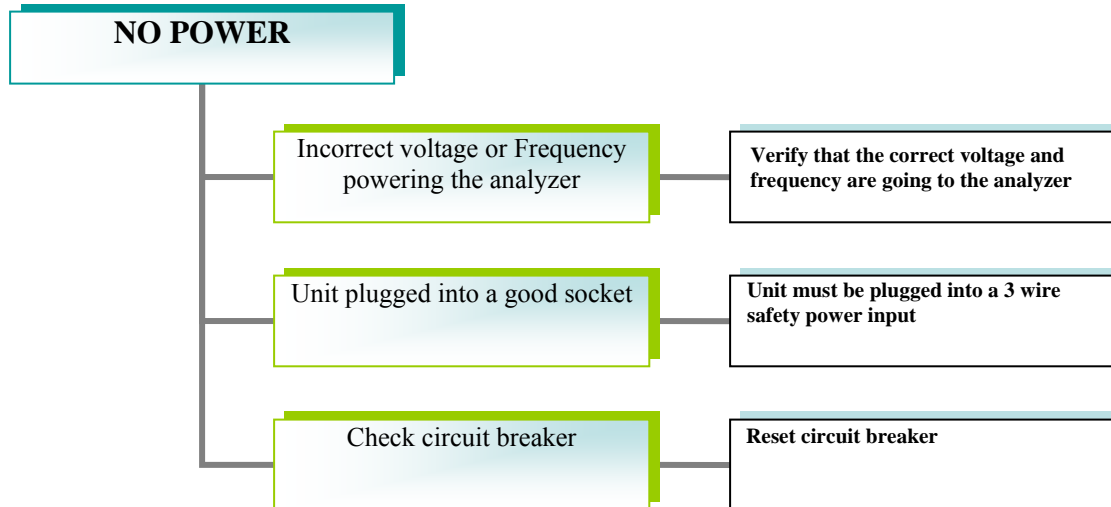 NO POWER
Incorrect voltage or Frequency
powering the analyzer
Verify that the correct voltage and
frequency are going to the analyzer
Unit plugged into a good socket
Unit must be plugged into a 3 wire
safety power input
Check circuit breaker
Reset circuit breaker